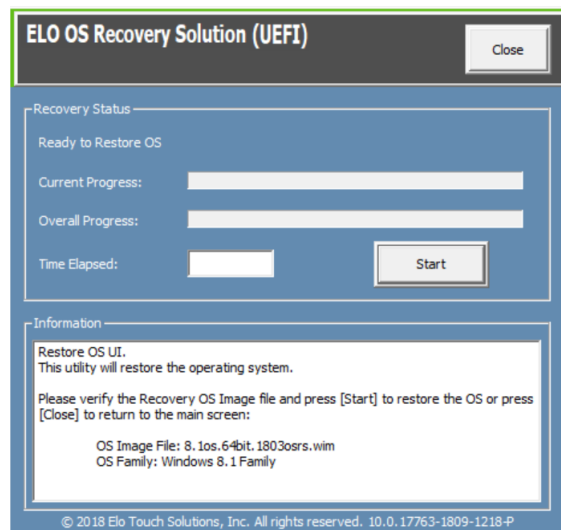 ELO OS Recovery Solution (UEFI)
Close
Recovery Status
Ready to Restore OS
Current Progress:
Overall Progress:
Time Elapsed:
Start
Information
Restore OS UI.
This utility will restore the operating system.
Please verify the Recovery OS Image file and press [Start] to restore the OS or press
[Close] to return to the main screen:
OS Image File: 8.1os.64bit.1803osrs.wim
OS Family: Windows 8.1 Family
© 2018 Elo Touch Solutions, Inc. All rights reserved. 10.0.17763-1809-1218-P